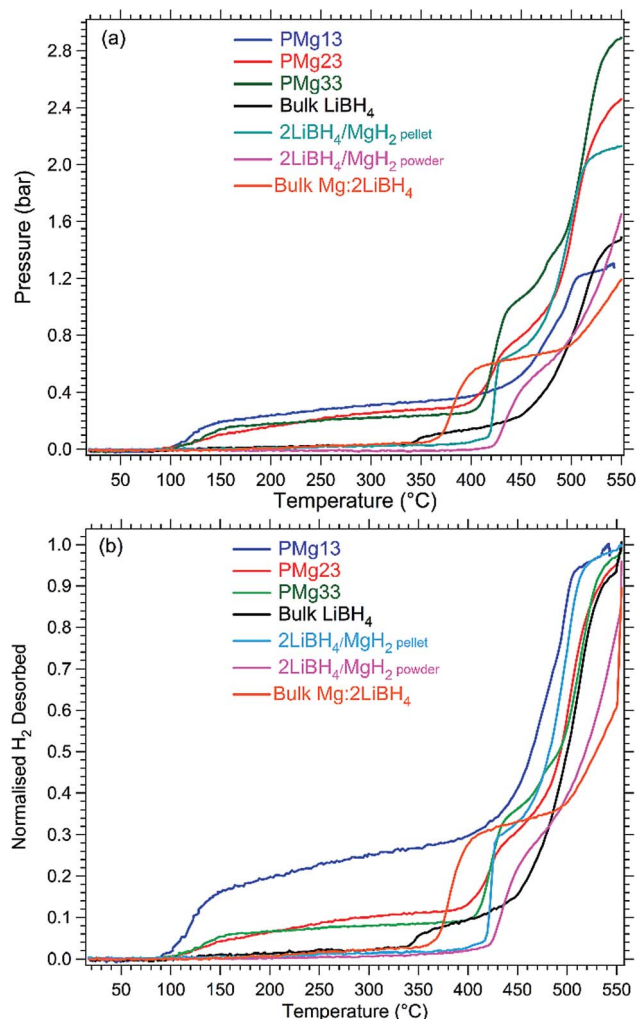 (a)
PMg13
PMg23
PMg33
Bulk LiBH₄
2LiBH₄/MgH₂ pellet
2LiBH₄/MgH₂ powder
Bulk Mg:2LiBH₄
Pressure (bar)
2.8
2.4
2.0
1.6
1.2
0.8
0.4
0.0
50 100 150 200 250 300 350 400 450 500 550
Temperature (°C)
(b)
PMg13
PMg23
PMg33
Bulk LiBH₄
2LiBH₄/MgH₂ pellet
2LiBH₄/MgH₂ powder
Bulk Mg:2LiBH₄
Normalised H₂ Desorbed
1.0
0.9
0.8
0.7
0.6
0.5
0.4
0.3
0.2
0.1
0.0
50 100 150 200 250 300 350 400 450 500 550
Temperature (°C)